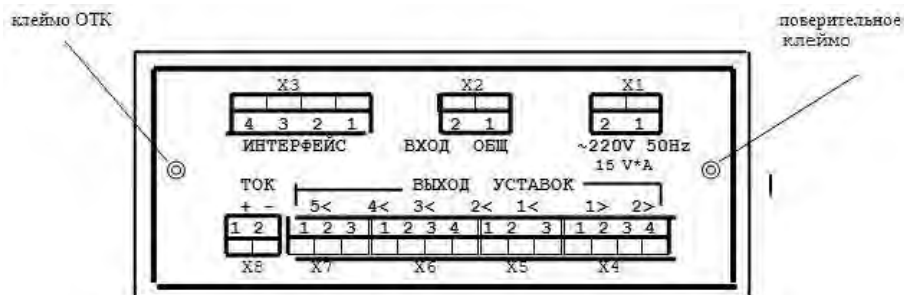 клеймо ОТК
поверительное
клеймо
X3 X2 X1
4 3 2 1 2 1 2 1
ИНТЕРФЕЙС ВХОД ОБЩ ~220V 50Hz
15 V*A
ТОК ВЫХОД УСТАВОК
+ - 5< 4< 3< 2< 1< 1> 2>
1 2 1 2 3 1 2 3 4 1 2 3 1 2 3 4
X8 X7 X6 X5 X4